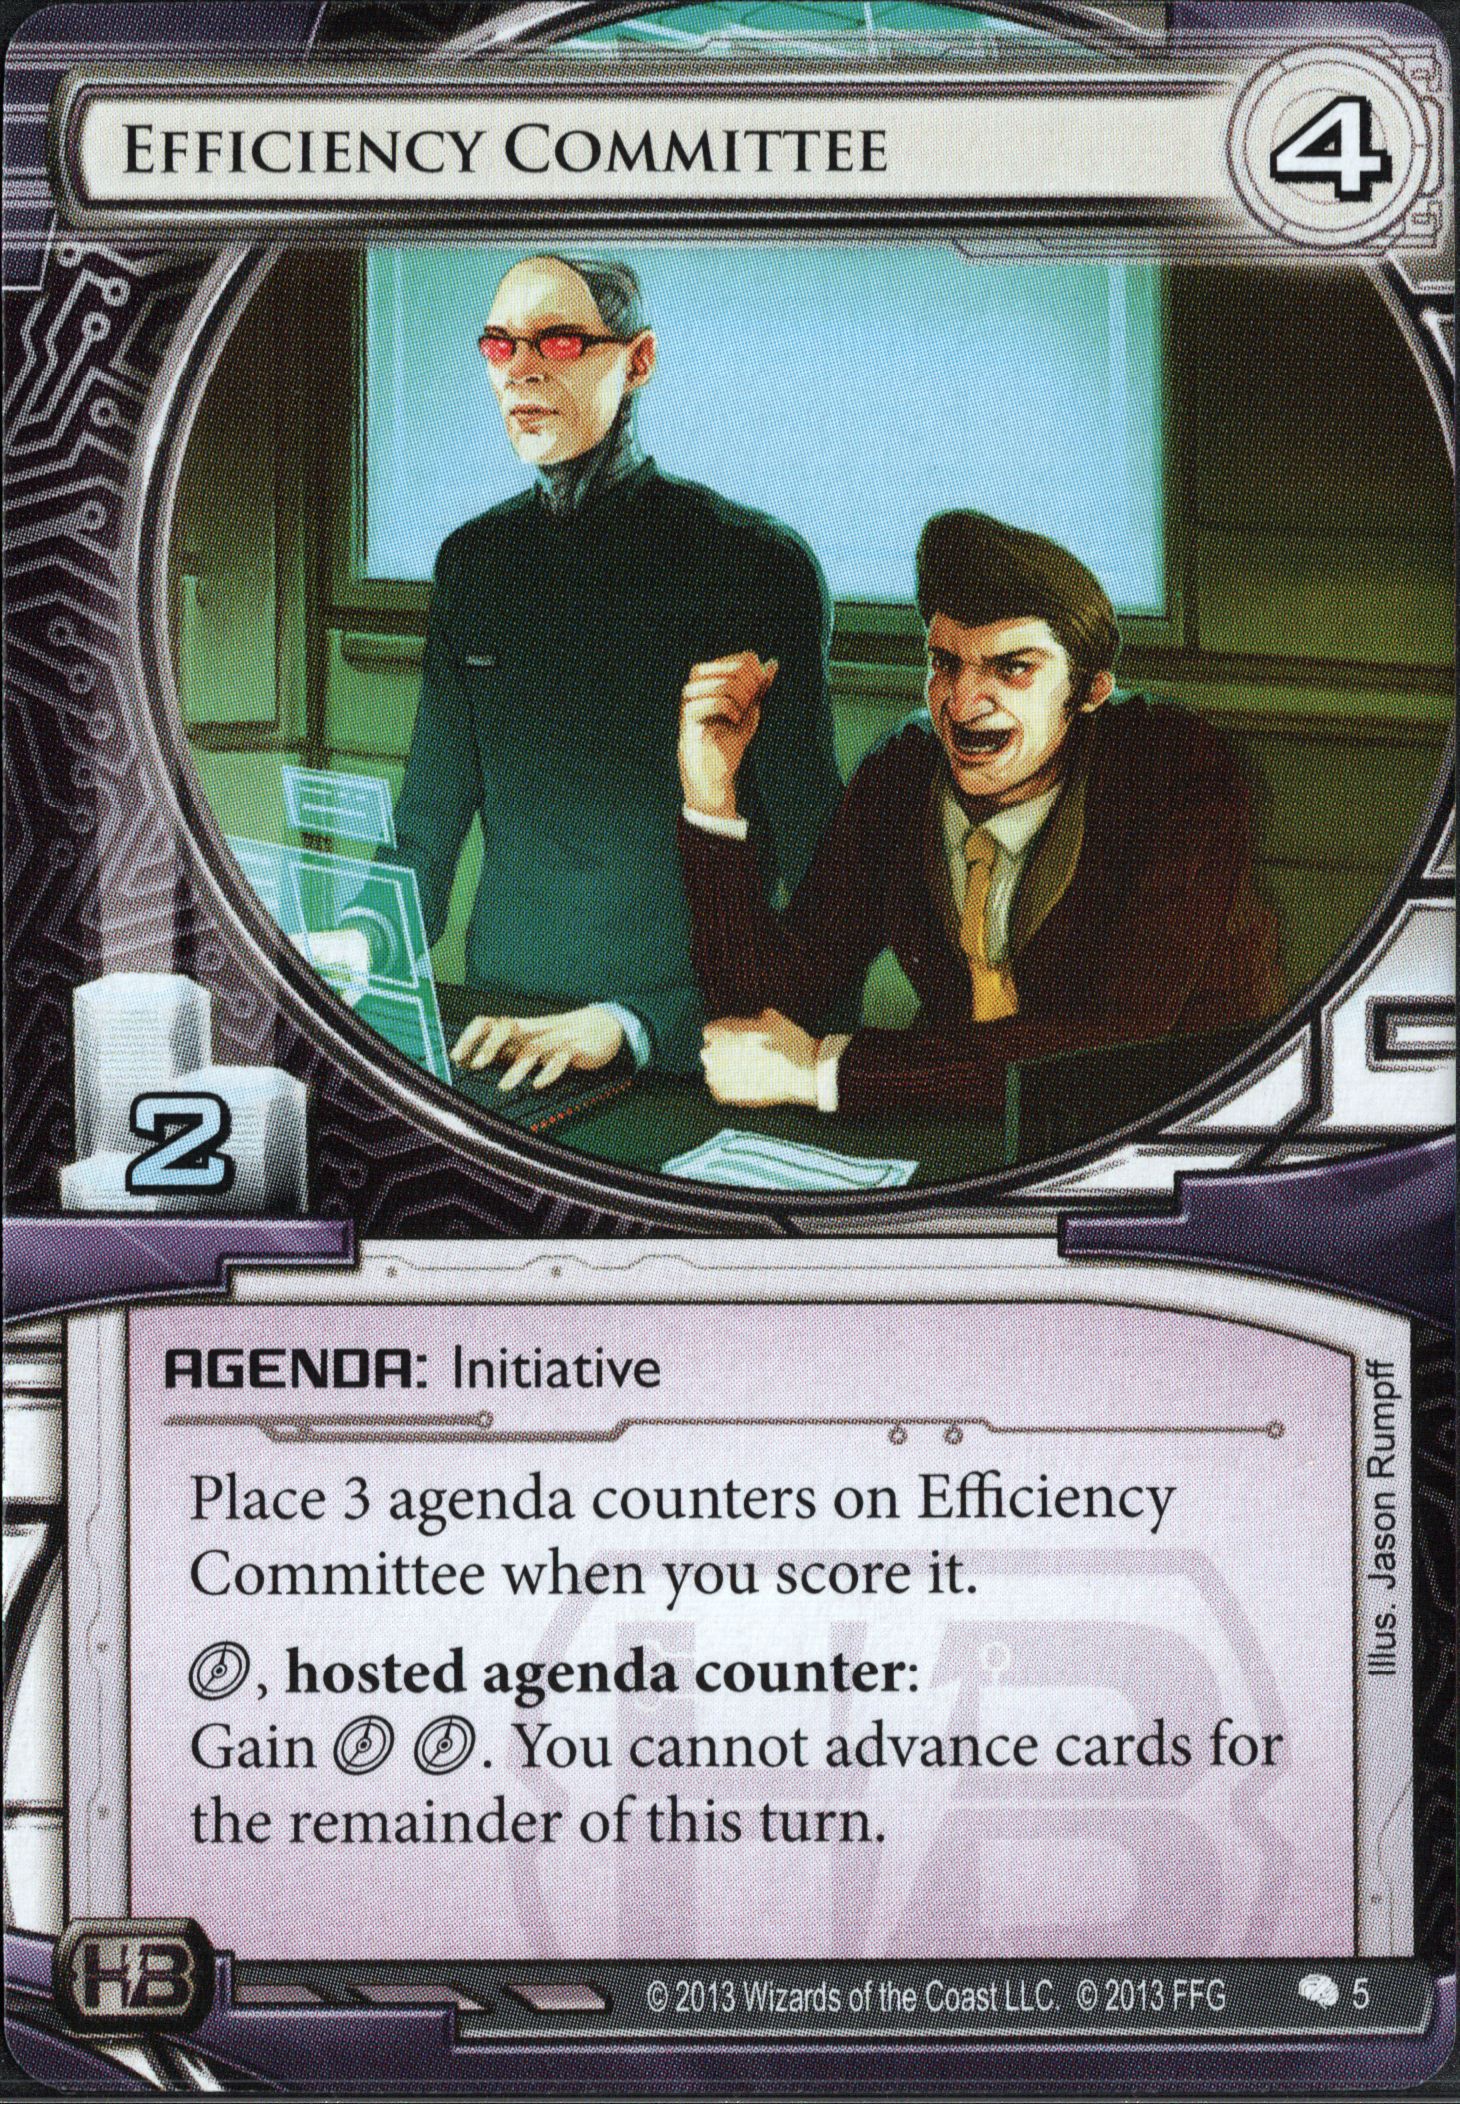 Efficiency Committee
4
2
AGENDA: Initiative
Place 3 agenda counters on Efficiency
Committee when you score it.
, hosted agenda counter:
Gain . You cannot advance cards for
the remainder of this turn.
Illus. Jason Rumpff
HB
© 2013 Wizards of the Coast LLC. © 2013 FFG
5